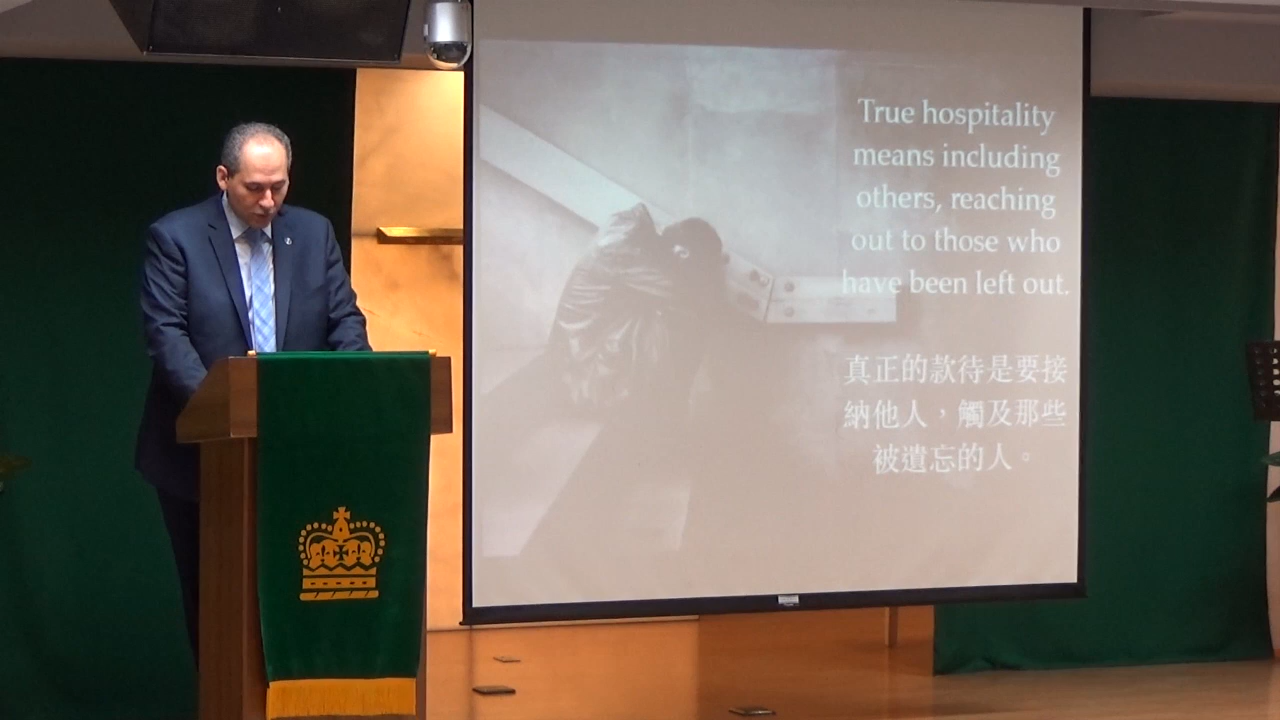 True hospitality
means including
others, reaching
out to those who
have been left out.
真正的款待是要接
納他人，觸及那些
被遺忘的人。